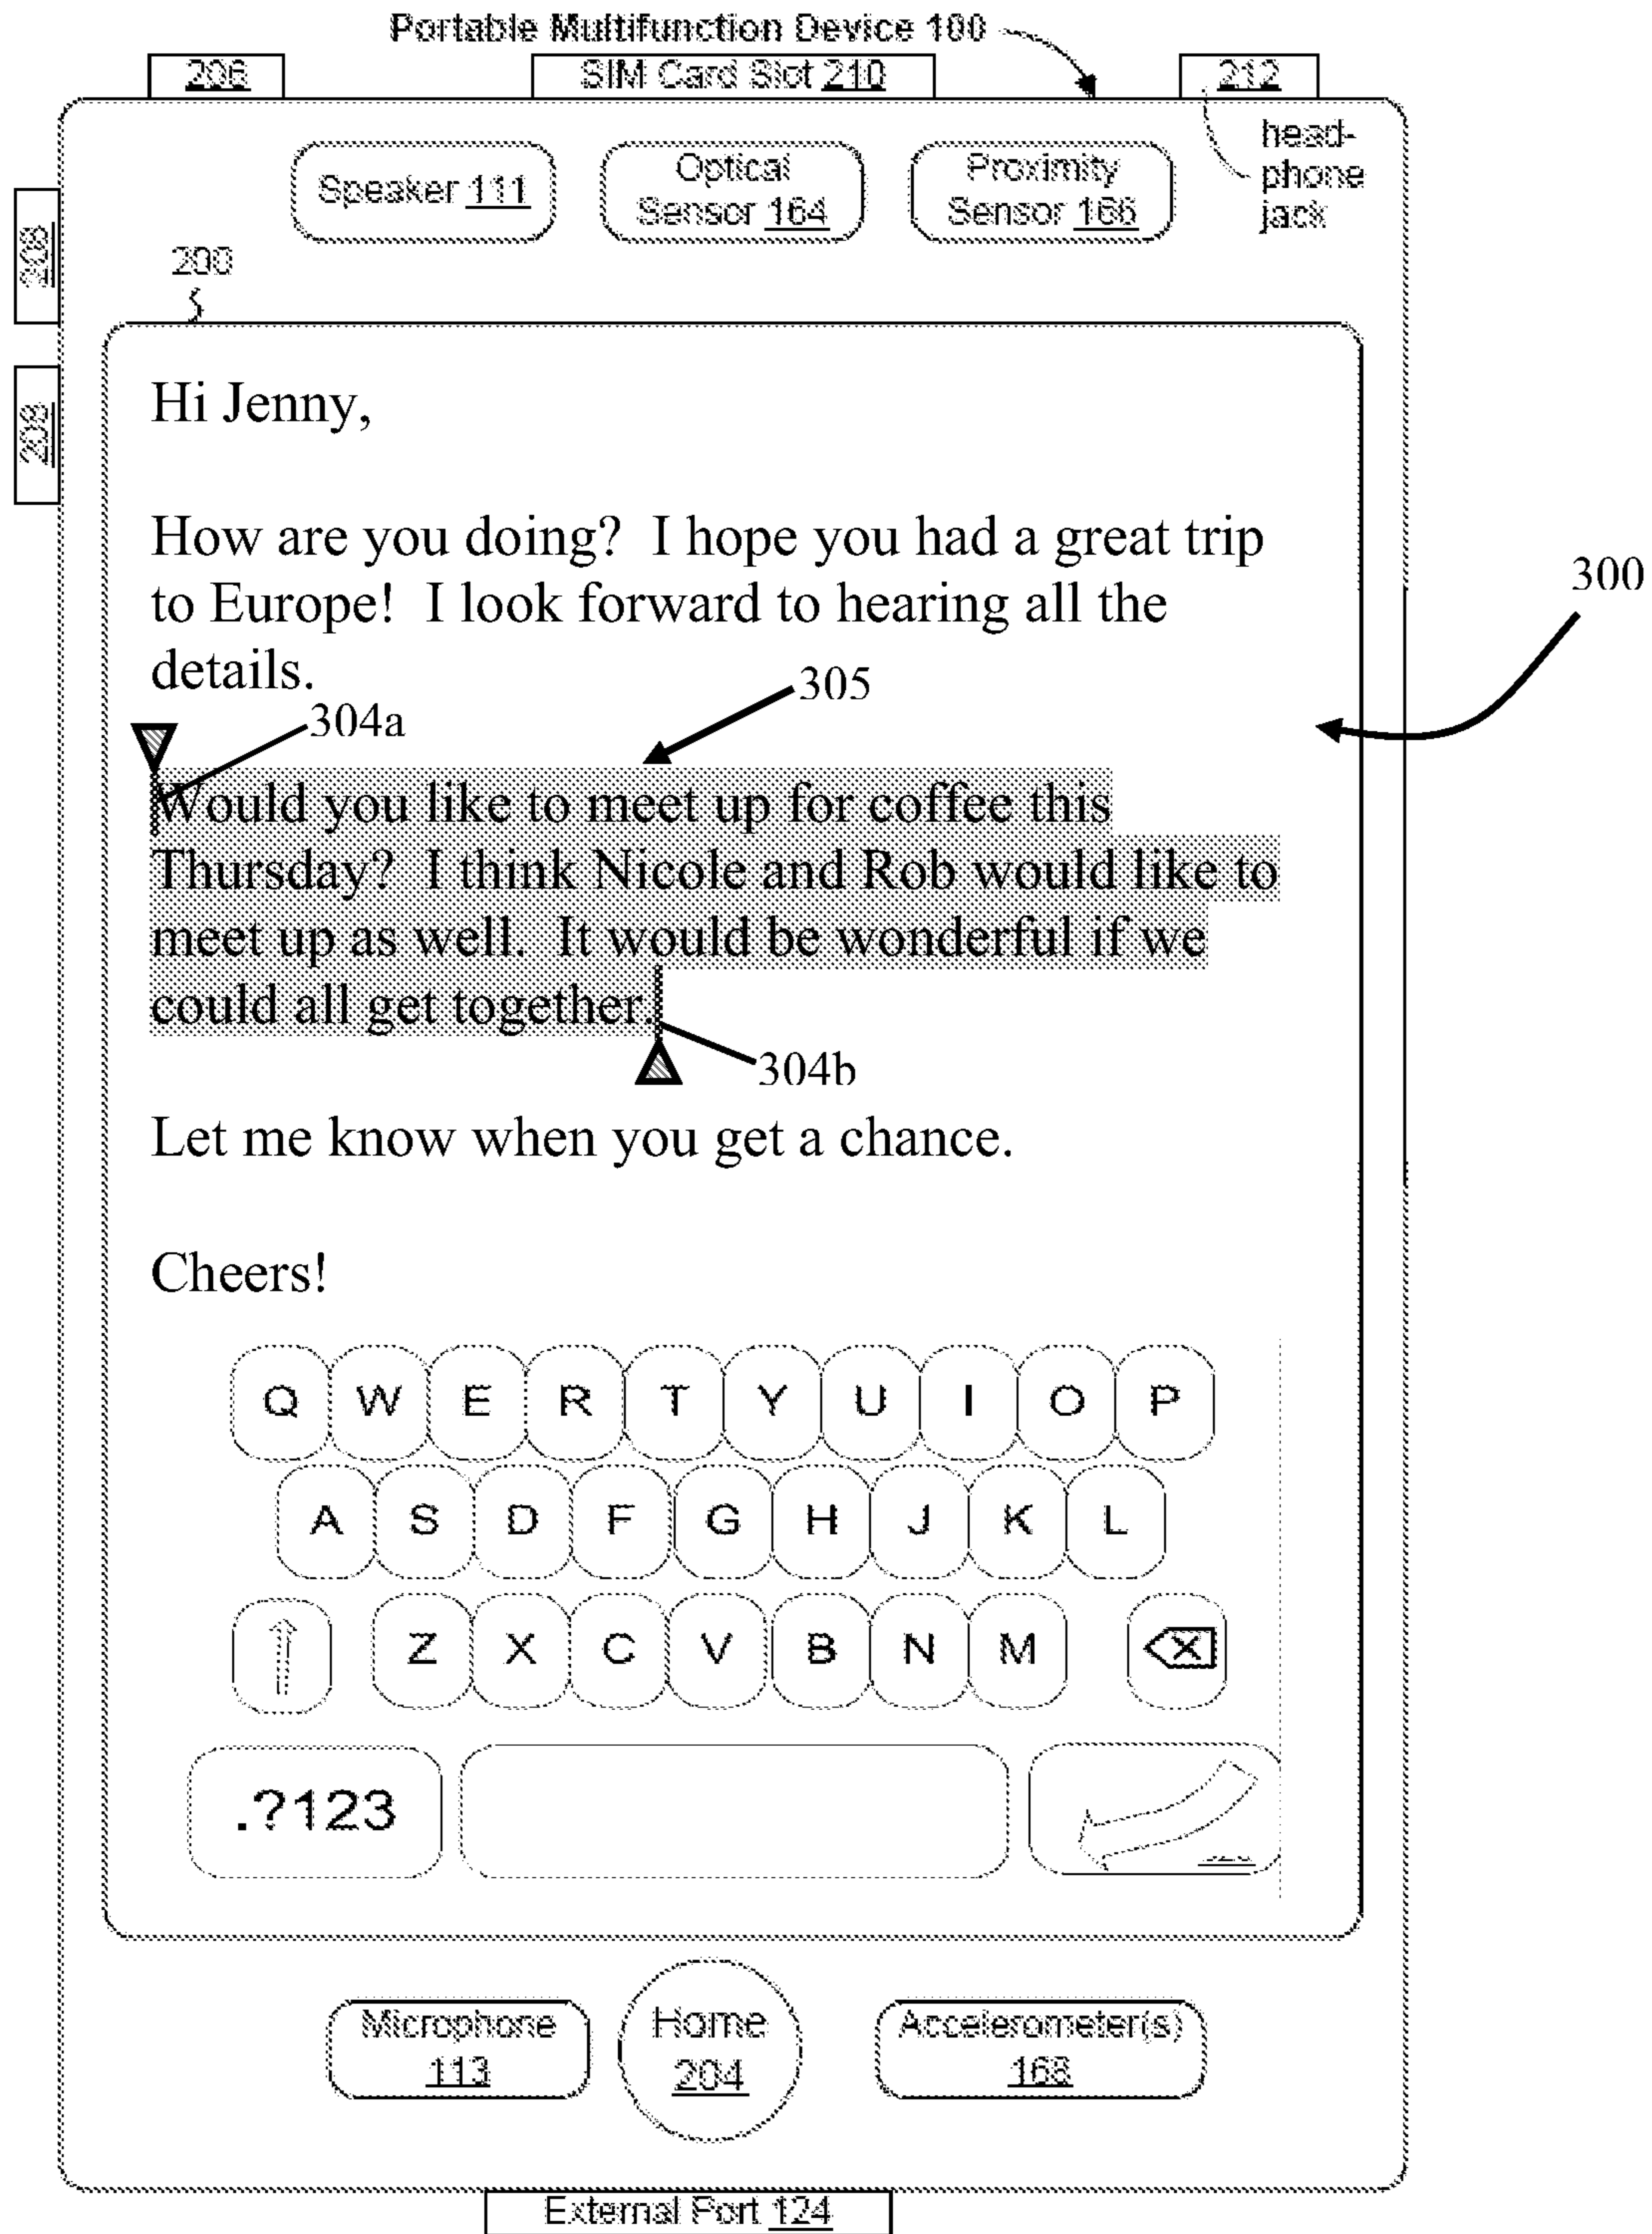 Portable Multifunction Device 100
206
SIM Card Slot 210
212
head-
phone
jack
Speaker 111
Optical
Sensor 164
Proximity
Sensor 166
208
200
208
Hi Jenny,
How are you doing?  I hope you had a great trip
to Europe!  I look forward to hearing all the
details.
300
305
304a
Would you like to meet up for coffee this
Thursday?  I think Nicole and Rob would like to
meet up as well.  It would be wonderful if we
could all get together.
304b
Let me know when you get a chance.
Cheers!
Q W E R T Y U I O P
A S D F G H J K L
Z X C V B N M X
.?123
Microphone
113
Home
204
Accelerometer(s)
168
External Port 124